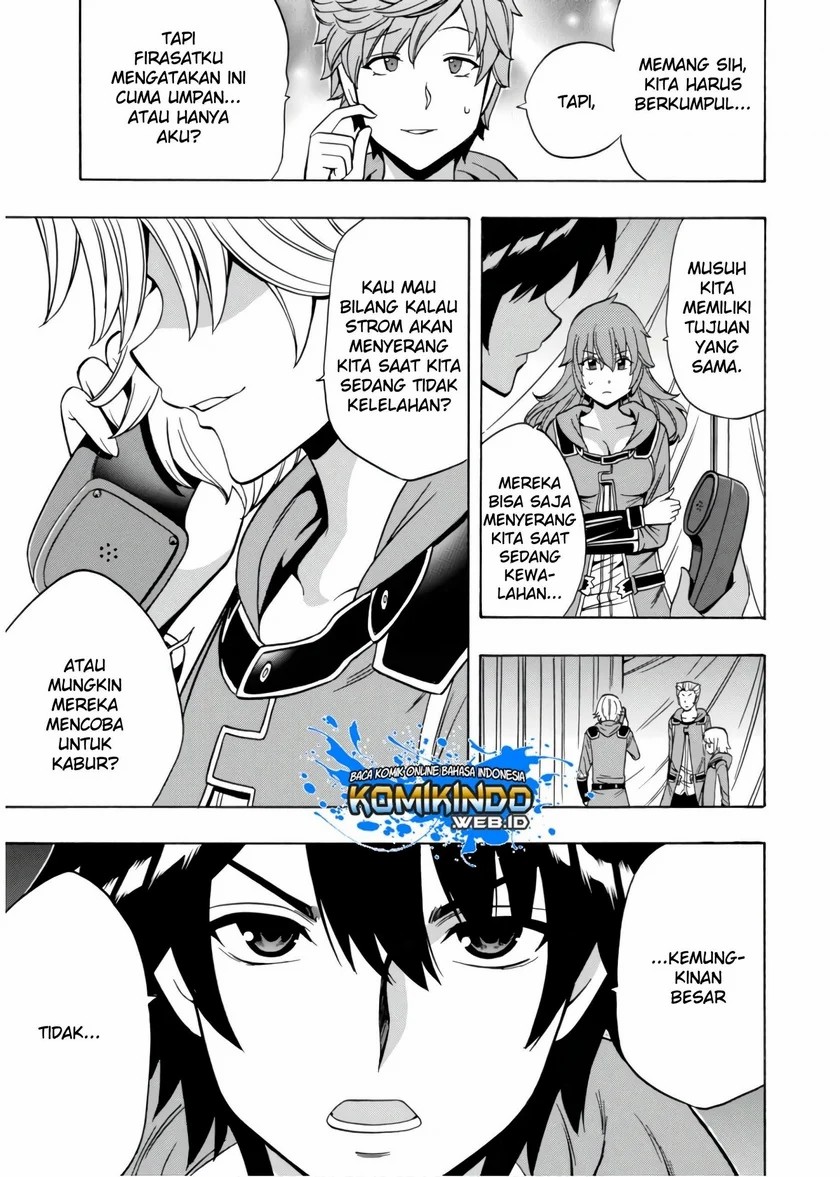 MEMANG SIH,
KITA HARUS
BERKUMPUL...
TAPI,
TAPI
FIRASATKU
MENGATAKAN INI
CUMA UMPAN...
ATAU HANYA
AKU?
MUSUH
KITA
MEMILIKI
TUJUAN
YANG
SAMA.
MEREKA
BISA SAJA
MENYERANG
KITA SAAT
SEDANG
KEWA-
LAHAN...
KAU MAU
BILANG KALAU
STROM AKAN
MENYERANG
KITA SAAT KITA
SEDANG TIDAK
KELELAHAN?
ATAU
MUNGKIN
MEREKA
MENCOBA
UNTUK
KABUR?
BACA KOMIK ONLINE BAHASA INDONESIA
KOMIKINDO
.WEB.ID
...KEMUNG-
KINAN
BESAR
TIDAK...